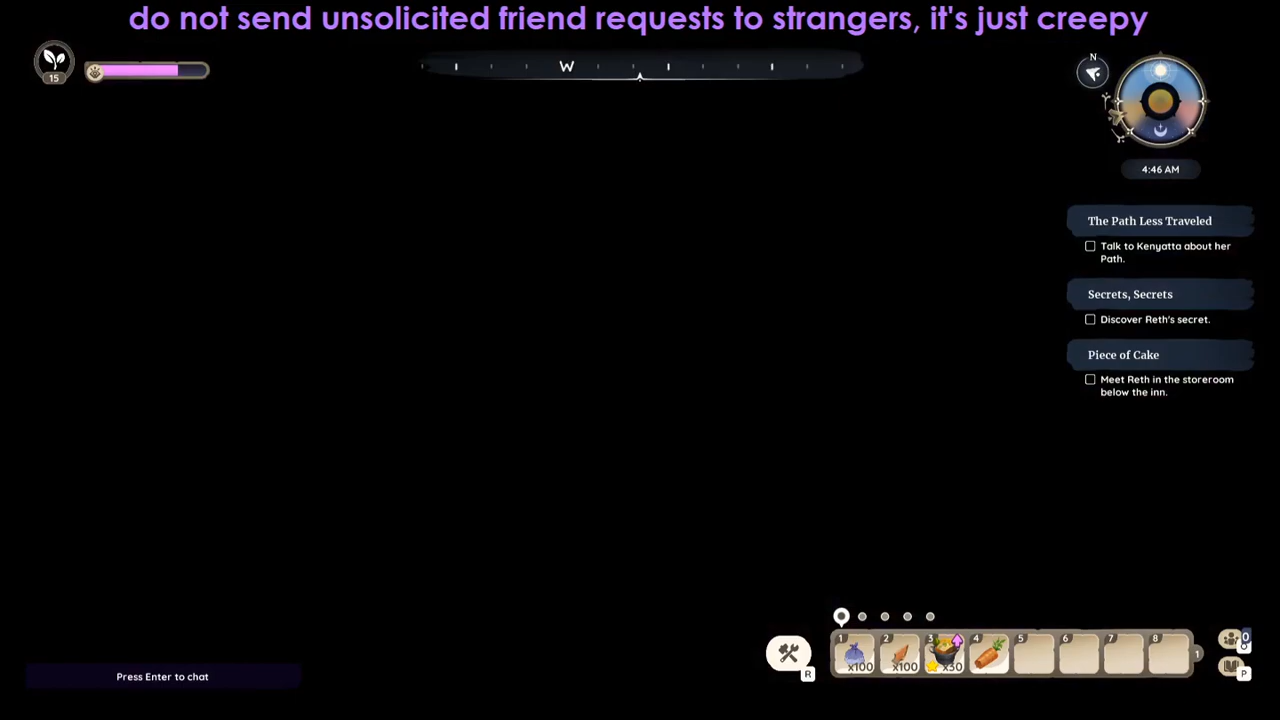 do not send unsolicited friend requests to strangers, it's just creepy
15
W
N
4:46 AM
The Path Less Traveled
Talk to Kenyatta about her
Path.
Secrets, Secrets
Discover Reth's secret.
Piece of Cake
Meet Reth in the storeroom
below the inn.
Press Enter to chat
R
1 2 3 4 5 6 7 8
x100 x100 x30
1
0
O
P